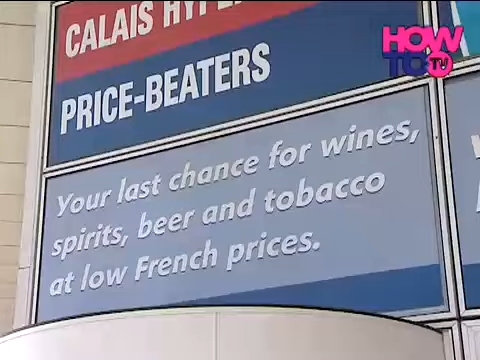 CALAIS
HOW
TO TV
PRICE-BEATERS
Your last chance for wines,
spirits, beer and tobacco
at low French prices.